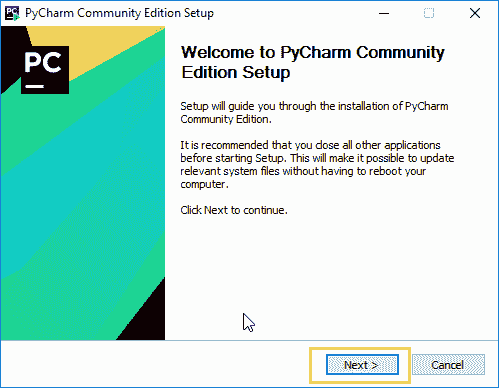 PyCharm Community Edition Setup
PC
Welcome to PyCharm Community
Edition Setup
Setup will guide you through the installation of PyCharm
Community Edition.
It is recommended that you close all other applications
before starting Setup. This will make it possible to update
relevant system files without having to reboot your
computer.
Click Next to continue.
Next >
Cancel